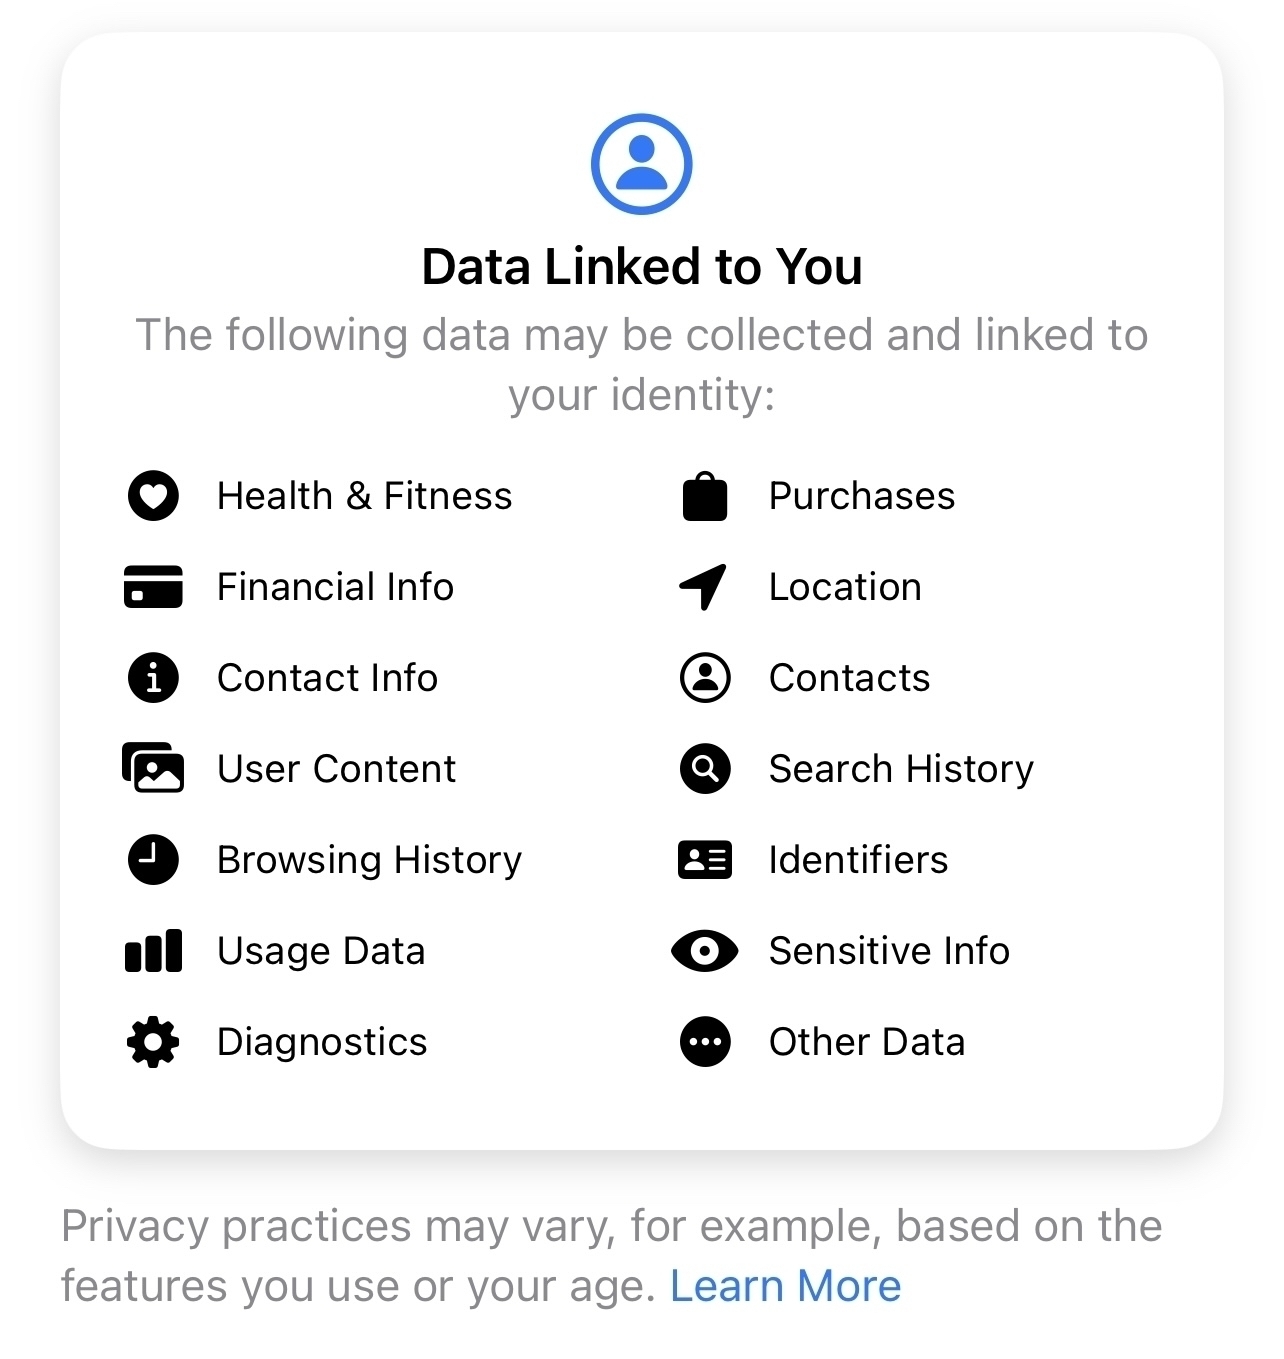 Data Linked to You
The following data may be collected and linked to
your identity:
Health & Fitness
Purchases
Financial Info
Location
Contact Info
Contacts
User Content
Search History
Browsing History
Identifiers
Usage Data
Sensitive Info
Diagnostics
Other Data
Privacy practices may vary, for example, based on the
features you use or your age. Learn More